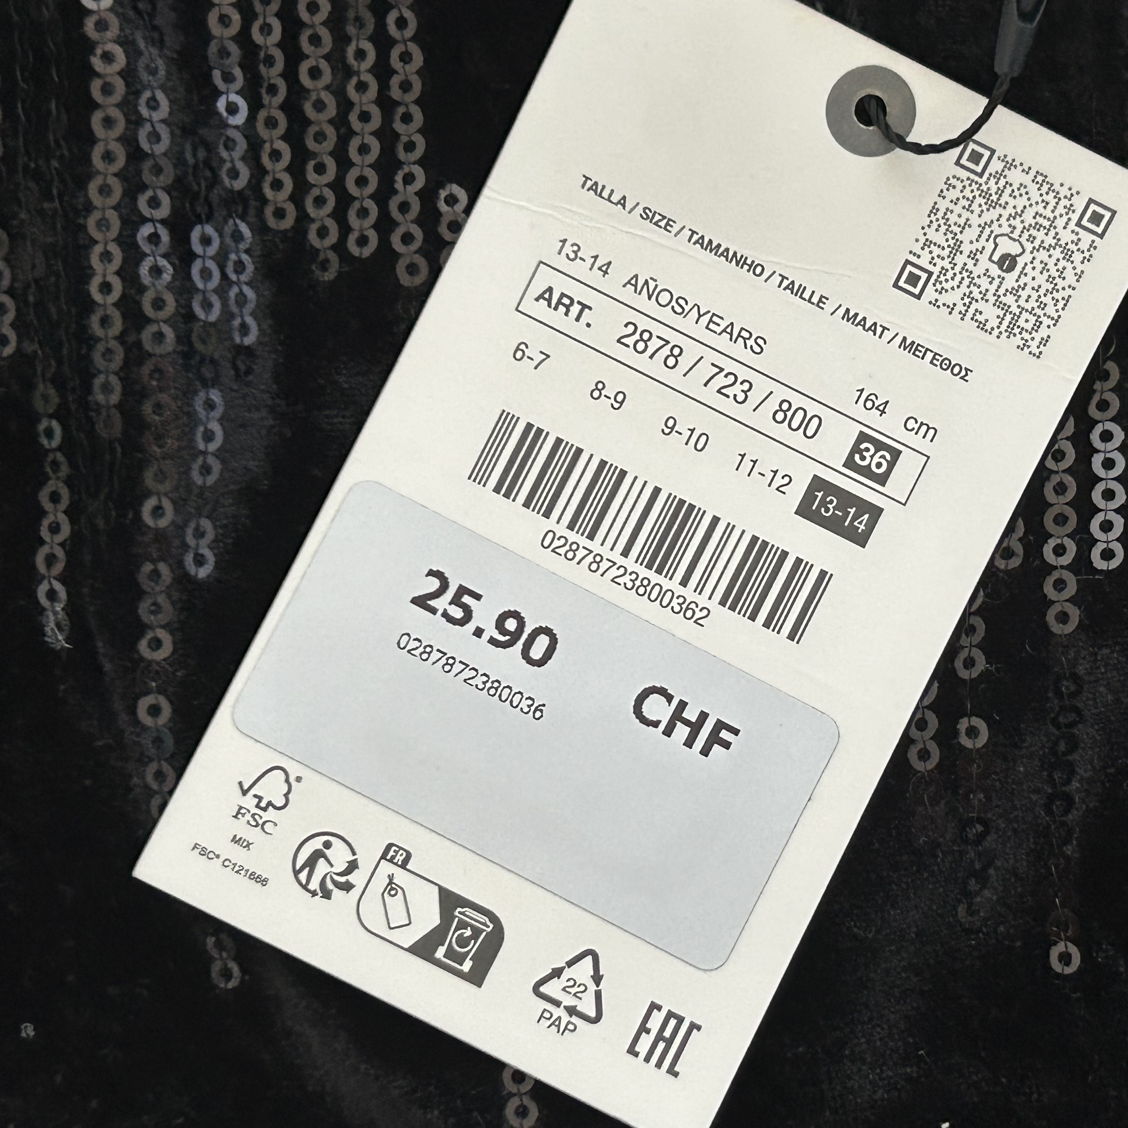 TALLA / SIZE / TAMANHO / TAILLE / MAAT / ΜΕΓΕΘΟΣ
13-14 AÑOS/YEARS 164 cm
ART. 2878 / 723 / 800 36
6-7 8-9 9-10 11-12 13-14
02878723800362
25.90 CHF
0287872380036
FSC
MIX
FSC® C121666
FR
22
PAP
EAC